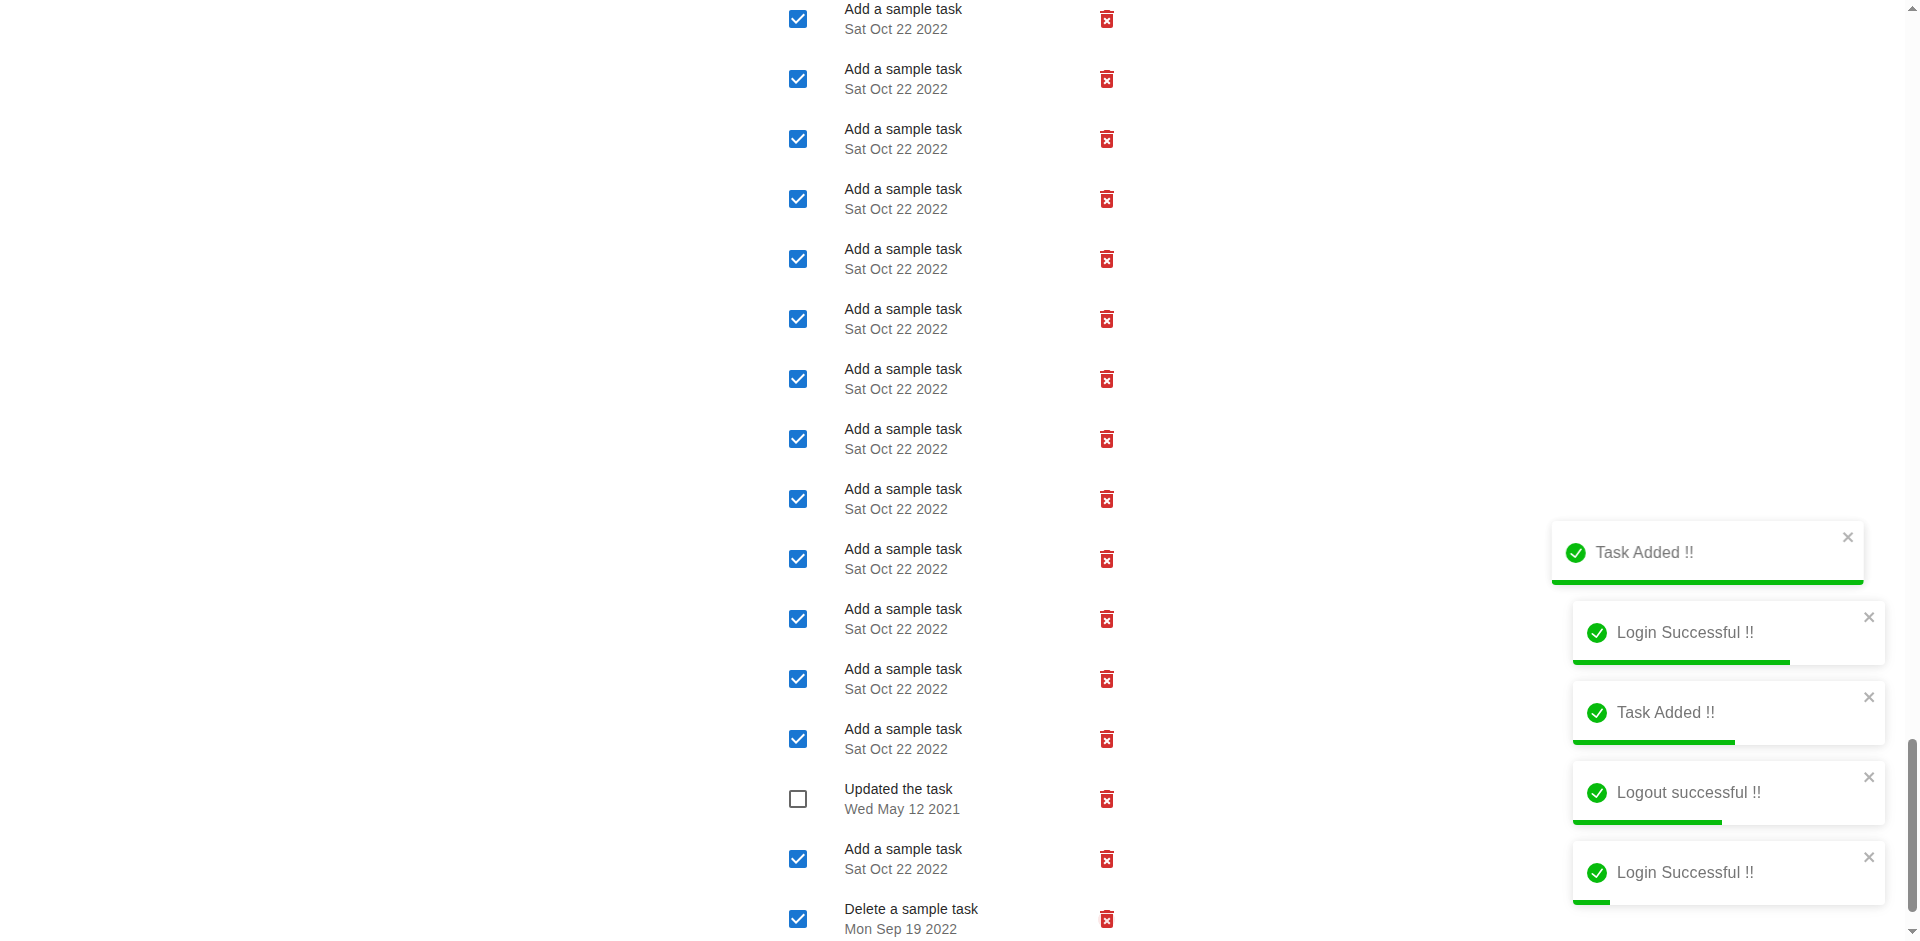 Add a sample task
Sat Oct 22 2022
Add a sample task
Sat Oct 22 2022
Add a sample task
Sat Oct 22 2022
Add a sample task
Sat Oct 22 2022
Add a sample task
Sat Oct 22 2022
Add a sample task
Sat Oct 22 2022
Add a sample task
Sat Oct 22 2022
Add a sample task
Sat Oct 22 2022
Add a sample task
Sat Oct 22 2022
Add a sample task
Sat Oct 22 2022
Add a sample task
Sat Oct 22 2022
Add a sample task
Sat Oct 22 2022
Add a sample task
Sat Oct 22 2022
Updated the task
Wed May 12 2021
Add a sample task
Sat Oct 22 2022
Delete a sample task
Mon Sep 19 2022
Task Added !!
Login Successful !!
Task Added !!
Logout successful !!
Login Successful !!